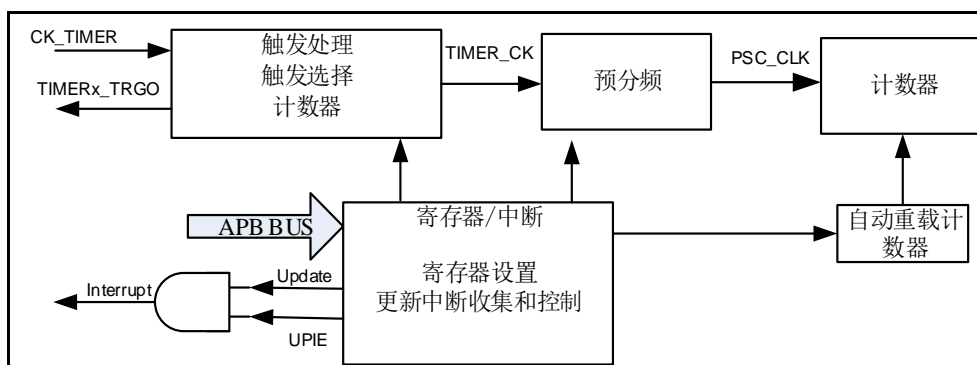 CK_TIMER
TIMERx_TRGO
触发处理
触发选择
计数器
TIMER_CK
预分频
PSC_CLK
计数器
APB BUS
寄存器/中断
寄存器设置
更新中断收集和控制
自动重载计
数器
Interrupt
Update
UPIE